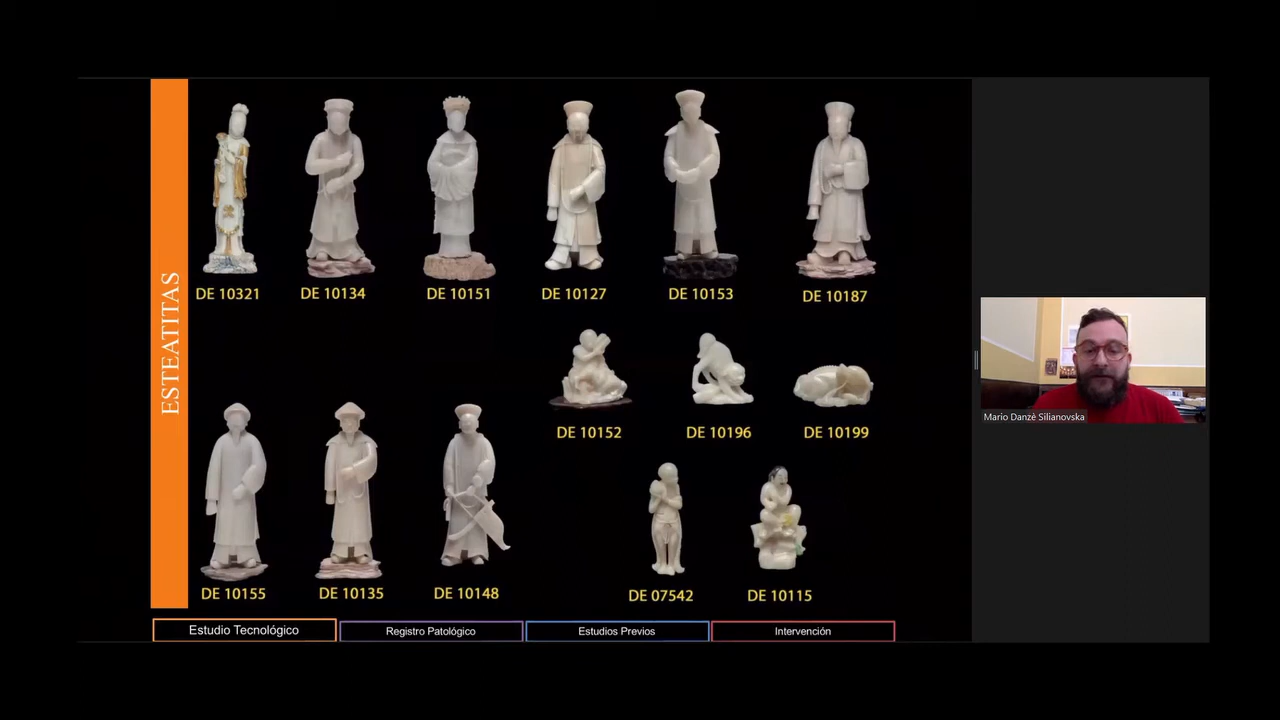 ESTEATITAS
DE 10321
DE 10134
DE 10151
DE 10127
DE 10153
DE 10187
DE 10152
DE 10196
DE 10199
DE 10155
DE 10135
DE 10148
DE 07542
DE 10115
Estudio Tecnológico
Registro Patológico
Estudios Previos
Intervención
Mario Danzè Silianovska